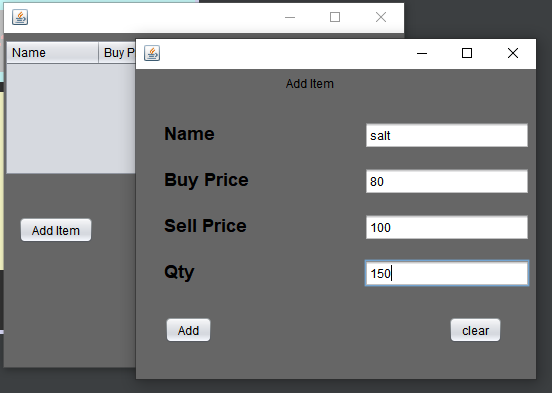 Name Buy P
Add Item
Add Item
Name salt
Buy Price 80
Sell Price 100
Qty 150
Add clear